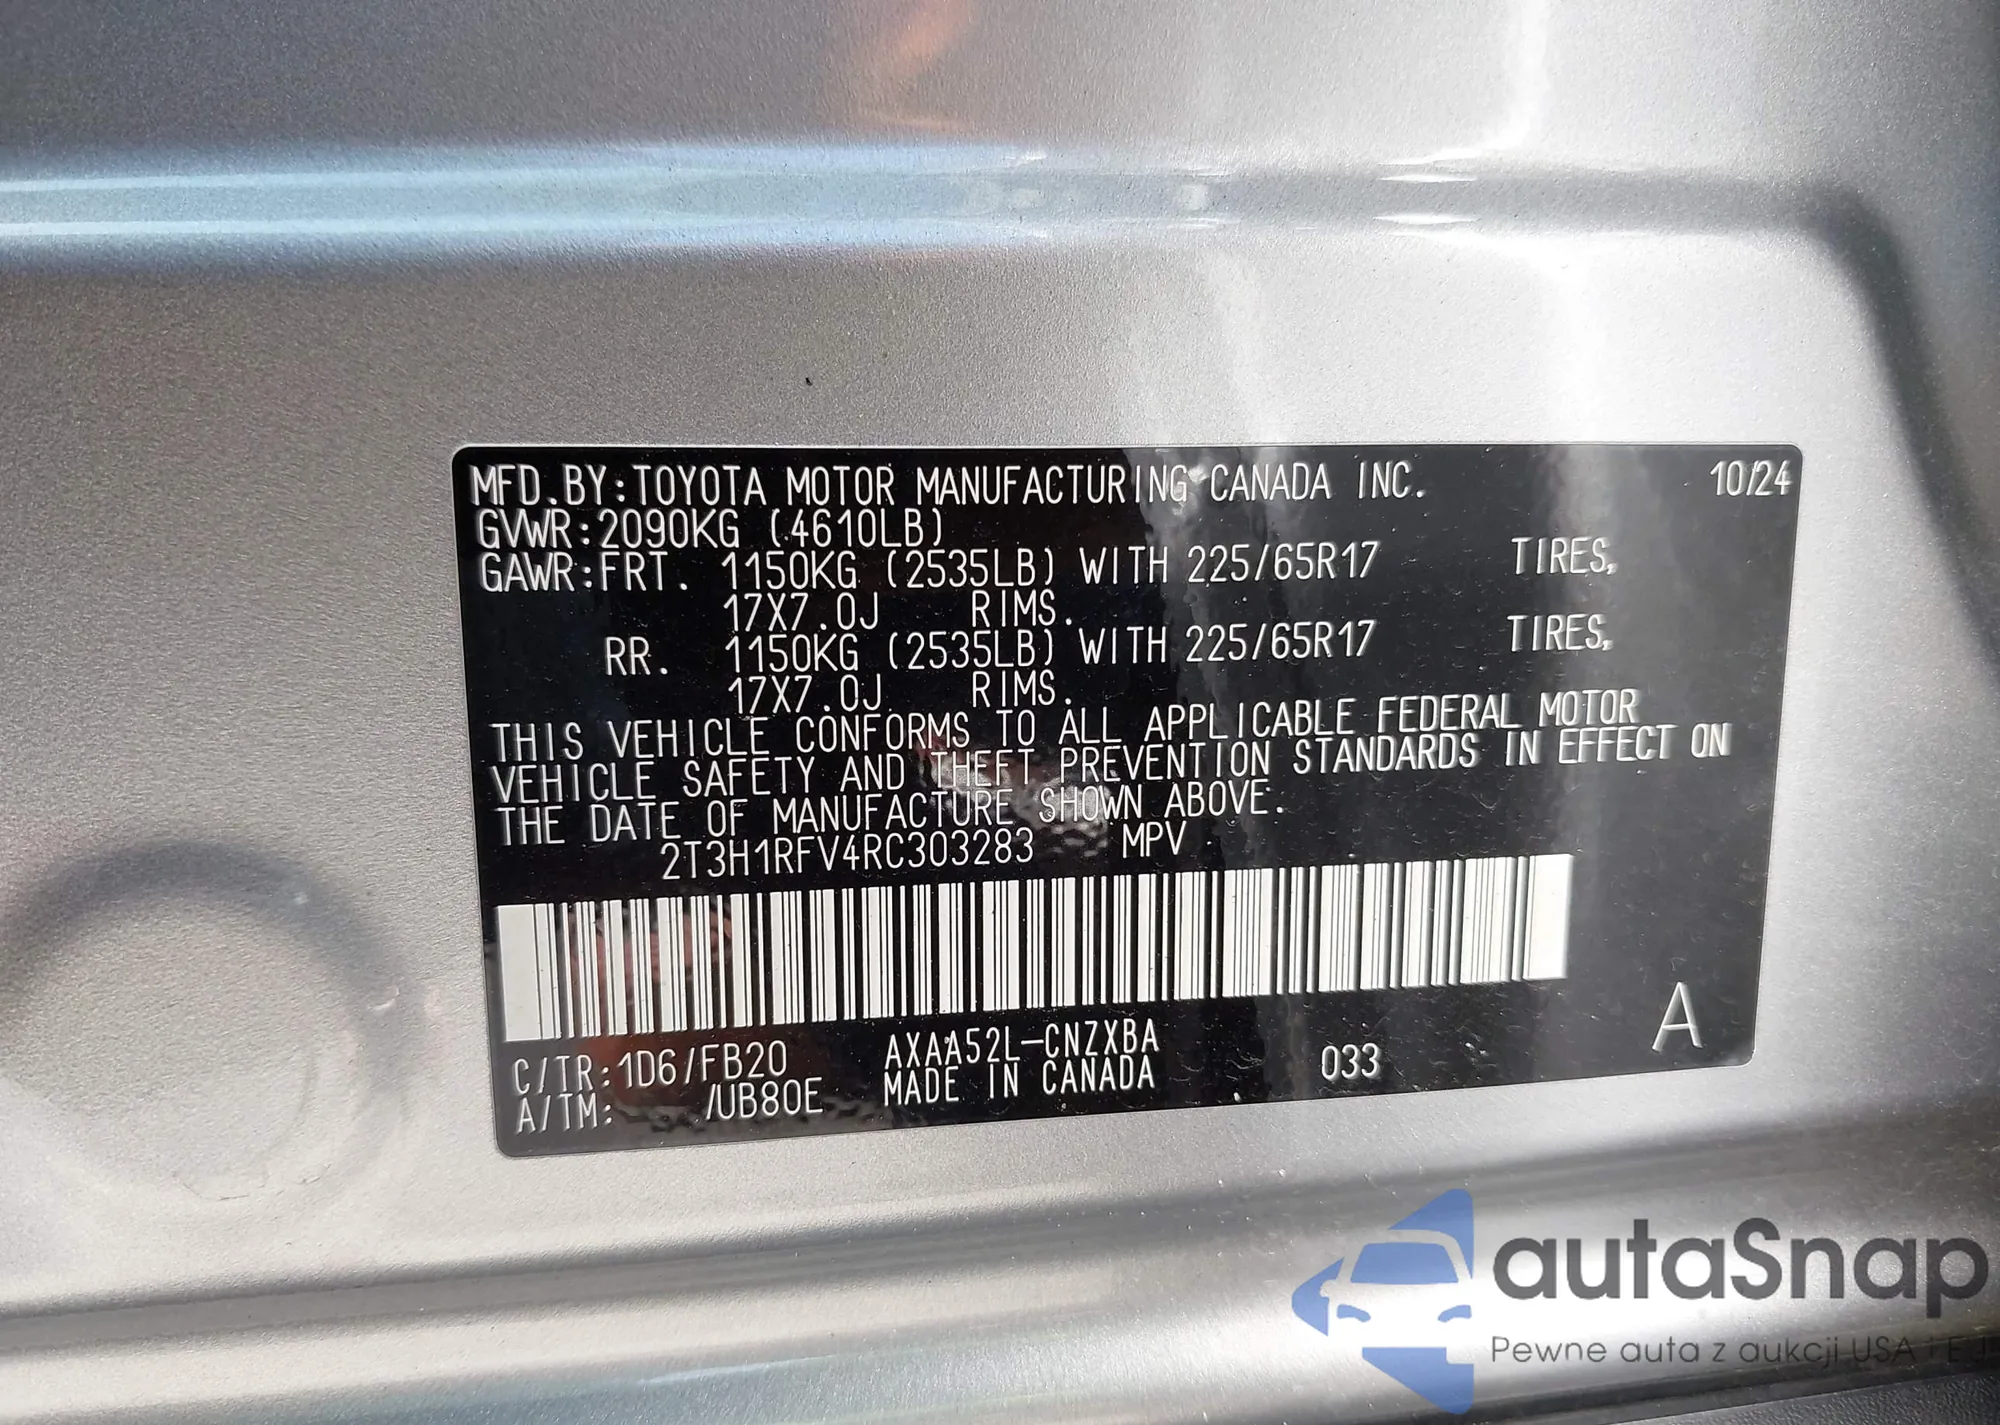 MFD.BY:TOYOTA MOTOR MANUFACTURING CANADA INC. 10/24
GVWR:2090KG (4610LB)
GAWR:FRT. 1150KG (2535LB) WITH 225/65R17 TIRES,
17X7.0J RIMS.
RR. 1150KG (2535LB) WITH 225/65R17 TIRES,
17X7.0J RIMS.
THIS VEHICLE CONFORMS TO ALL APPLICABLE FEDERAL MOTOR
VEHICLE SAFETY AND THEFT PREVENTION STANDARDS IN EFFECT ON
THE DATE OF MANUFACTURE SHOWN ABOVE.
2T3H1RFV4RC303283 MPV
C/TR:1D6/FB20 AXAA52L-CNZXBA 033 A
A/TM: /UB80E MADE IN CANADA
autaSnap
Pewne auta z aukcji USA i EU